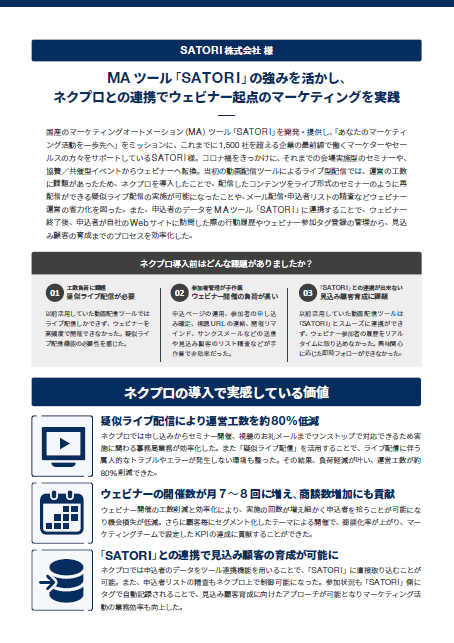 SATORI株式会社 様
MA ツール「SATORI」の強みを活かし、
ネクプロとの連携でウェビナー起点のマーケティングを実践
国産のマーケティングオートメーション（MA）ツール「SATORI」を開発・提供し、「あなたのマーケティ
ング活動を一歩先へ」をミッションに、これまでに1,500 社を超える企業の最前線で働くマーケターやセー
ルスの方々をサポートしているSATORI 様。コロナ禍をきっかけに、それまでの会場実施型のセミナーや、
協賛／共催型イベントからウェビナーへ転換。当初の動画配信ツールによるライブ型配信では、運営の工数
に課題があったため、ネクプロを導入したことで、配信したコンテンツをライブ形式のセミナーのように再
配信ができる疑似ライブ配信の実施が可能になったことや、メール配信・申込者リストの精査などウェビナー
運営の省力化を図った。また、申込者のデータをMAツール「SATORI」に連携することで、ウェビナー
終了後、申込者が自社のWebサイトに訪問した際の行動履歴やウェビナー参加タグ登録の管理から、見込
み顧客の育成までのプロセスを効率化した。
ネクプロ導入前はどんな課題がありましたか？
01 工数負荷に課題
疑似ライブ配信が必要
以前活用していた動画配信ツールでは
ライブ配信しかできず、ウェビナーを
高頻度で開催できなかった。疑似ライ
ブ配信機能の必要性を感じた。
02 参加者管理が手作業
ウェビナー開催の負荷が高い
申込ページの運用、参加者の申し込
み確定、視聴URLの連絡、開催リマ
インド、サンクスメールなどの送信
や見込み顧客のリスト精査などが手
作業で非効率だった。
03 「SATORI」との連携が出来ない
見込み顧客育成に課題
以前活用していた動画配信ツールは
「SATORI」とスムーズに連携ができ
ず、ウェビナー参加者の履歴をリアル
タイムに取り込めなかった。興味関心
に応じた即時フォローができなかった。
ネクプロの導入で実感している価値
疑似ライブ配信により運営工数を約80%低減
ネクプロでは申し込みからセミナー開催、視聴のお礼メールまでワンストップで対応できるため実
施に関わる事務局業務が効率化した。また「疑似ライブ配信」を活用することで、ライブ配信に伴う
属人的なトラブルやエラーが発生しない環境も整った。その結果、負荷軽減が叶い、運営工数が約
80%削減できた。
ウェビナーの開催数が月７〜８回に増え、商談数増加にも貢献
ウェビナー開催の工数削減と効率化により、実施の回数が増え細かく申込者を拾うことが可能にな
り機会損失が低減。さらに顧客毎にセグメント化したテーマによる開催で、商談化率が上がり、マー
ケティングチームで設定したKPIの達成に貢献することができた。
「SATORI」との連携で見込み顧客の育成が可能に
ネクプロでは申込者のデータをツール連携機能を用いることで、「SATORI」に直接取り込むことが
可能。また、申込者リストの精査もネクプロ上で制御可能になった。参加状況も「SATORI」側に
タグで自動記録されることで、見込み顧客育成に向けたアプローチが可能となりマーケティング活
動の業務効率も向上した。